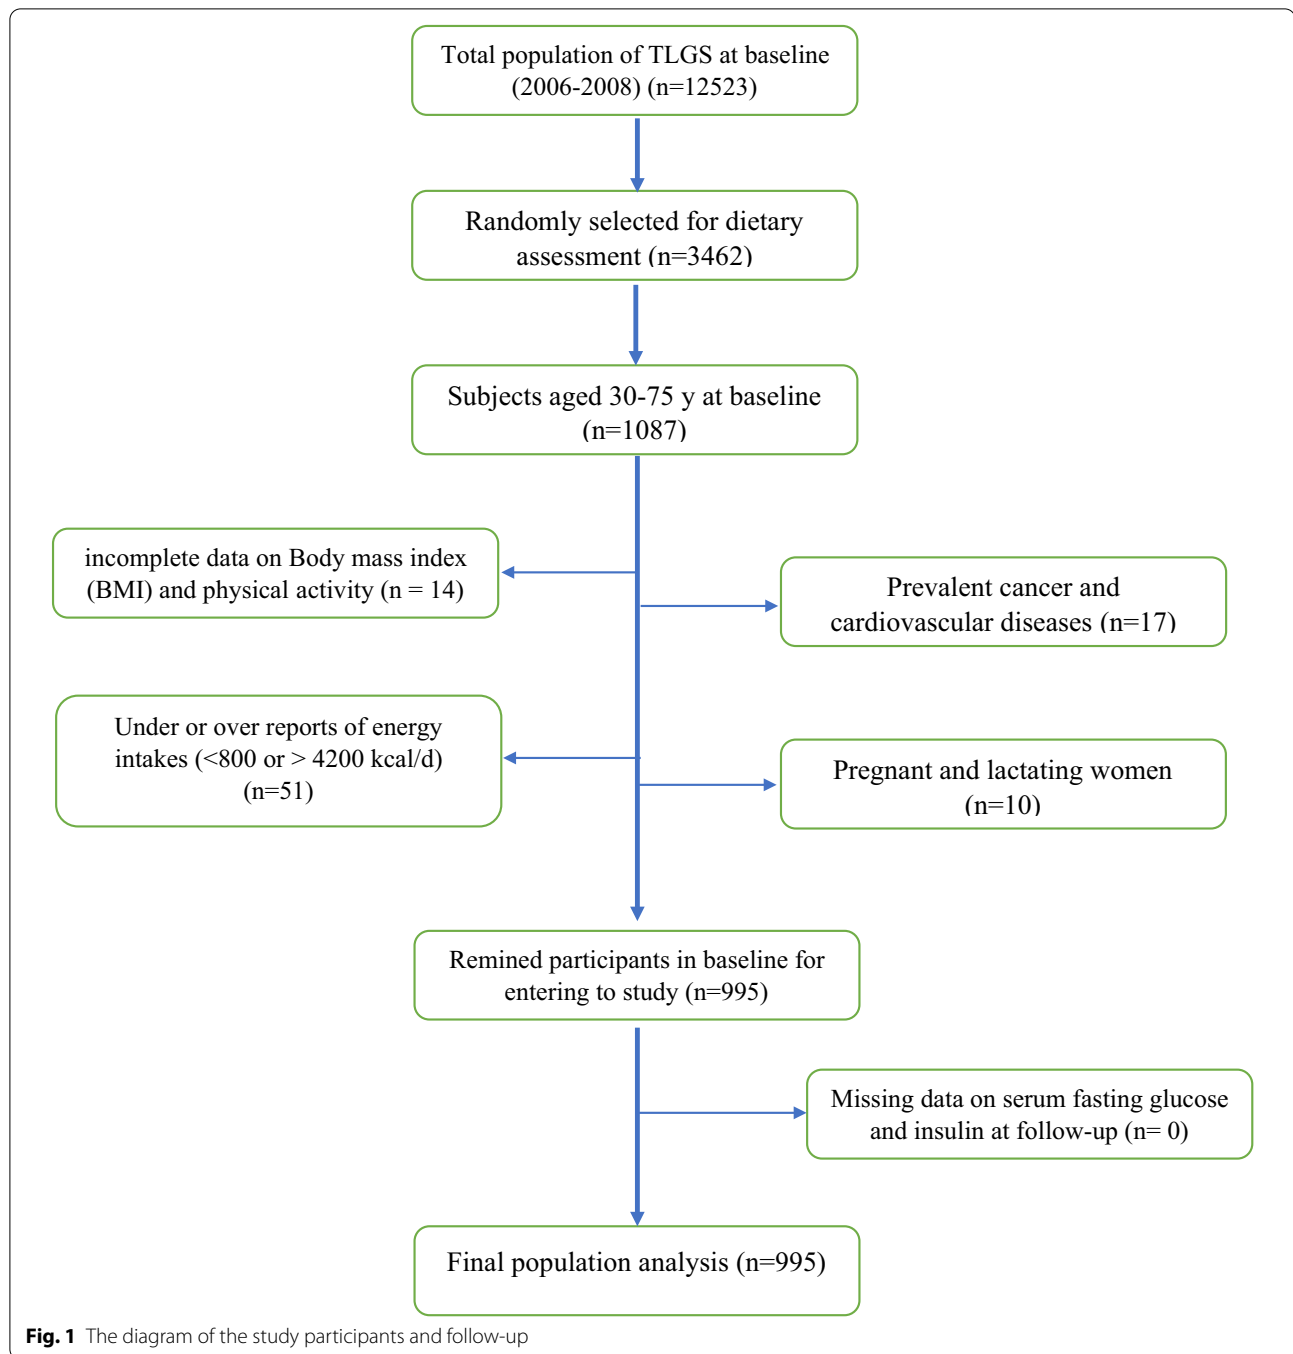 Total population of TLGS at baseline
(2006-2008) (n=12523)
Randomly selected for dietary
assessment (n=3462)
Subjects aged 30-75 y at baseline
(n=1087)
incomplete data on Body mass index
(BMI) and physical activity (n = 14)
Prevalent cancer and
cardiovascular diseases (n=17)
Under or over reports of energy
intakes (<800 or > 4200 kcal/d)
(n=51)
Pregnant and lactating women
(n=10)
Remined participants in baseline for
entering to study (n=995)
Missing data on serum fasting glucose
and insulin at follow-up (n= 0)
Final population analysis (n=995)
Fig. 1 The diagram of the study participants and follow-up